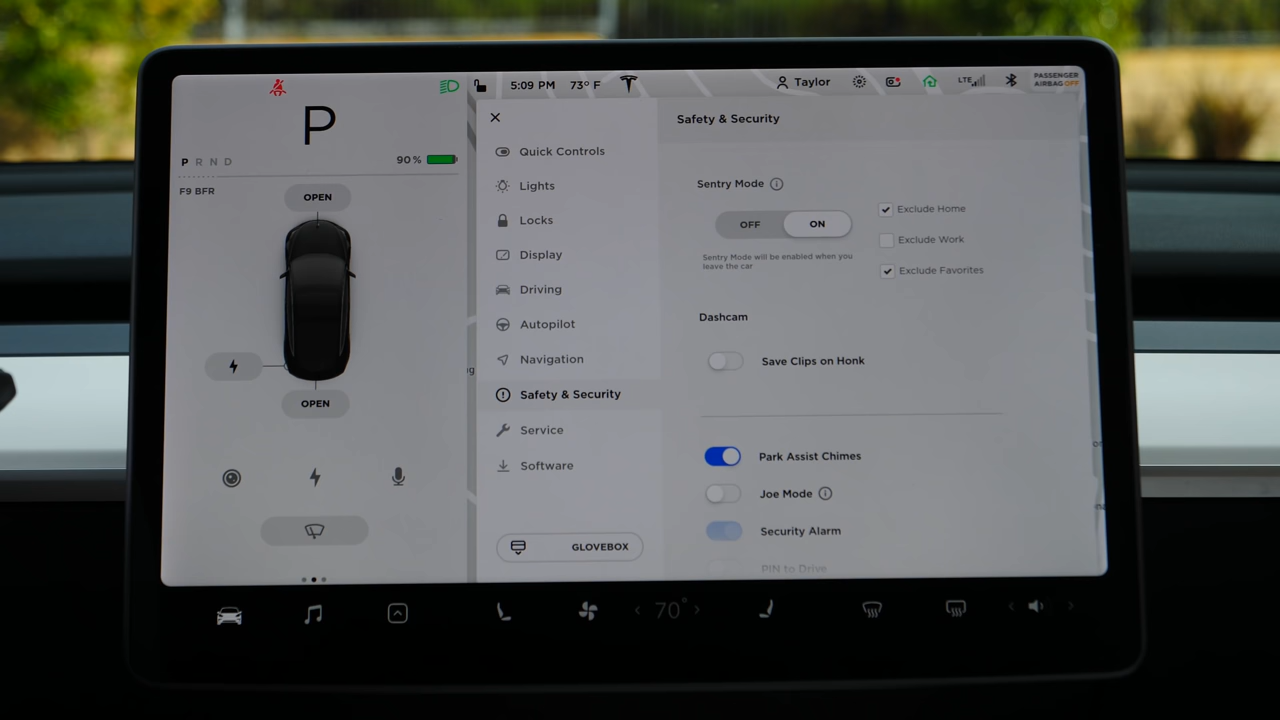 5:09 PM 73° F
Taylor
LTE
PASSENGER
AIRBAG OFF
P
P R N D
90 %
F9 BFR
OPEN
OPEN
Quick Controls
Lights
Locks
Display
Driving
Autopilot
Navigation
Safety & Security
Service
Software
GLOVEBOX
Safety & Security
Sentry Mode
OFF ON
Sentry Mode will be enabled when you
leave the car
Exclude Home
Exclude Work
Exclude Favorites
Dashcam
Save Clips on Honk
Park Assist Chimes
Joe Mode
Security Alarm
PIN to Drive
< 70° >